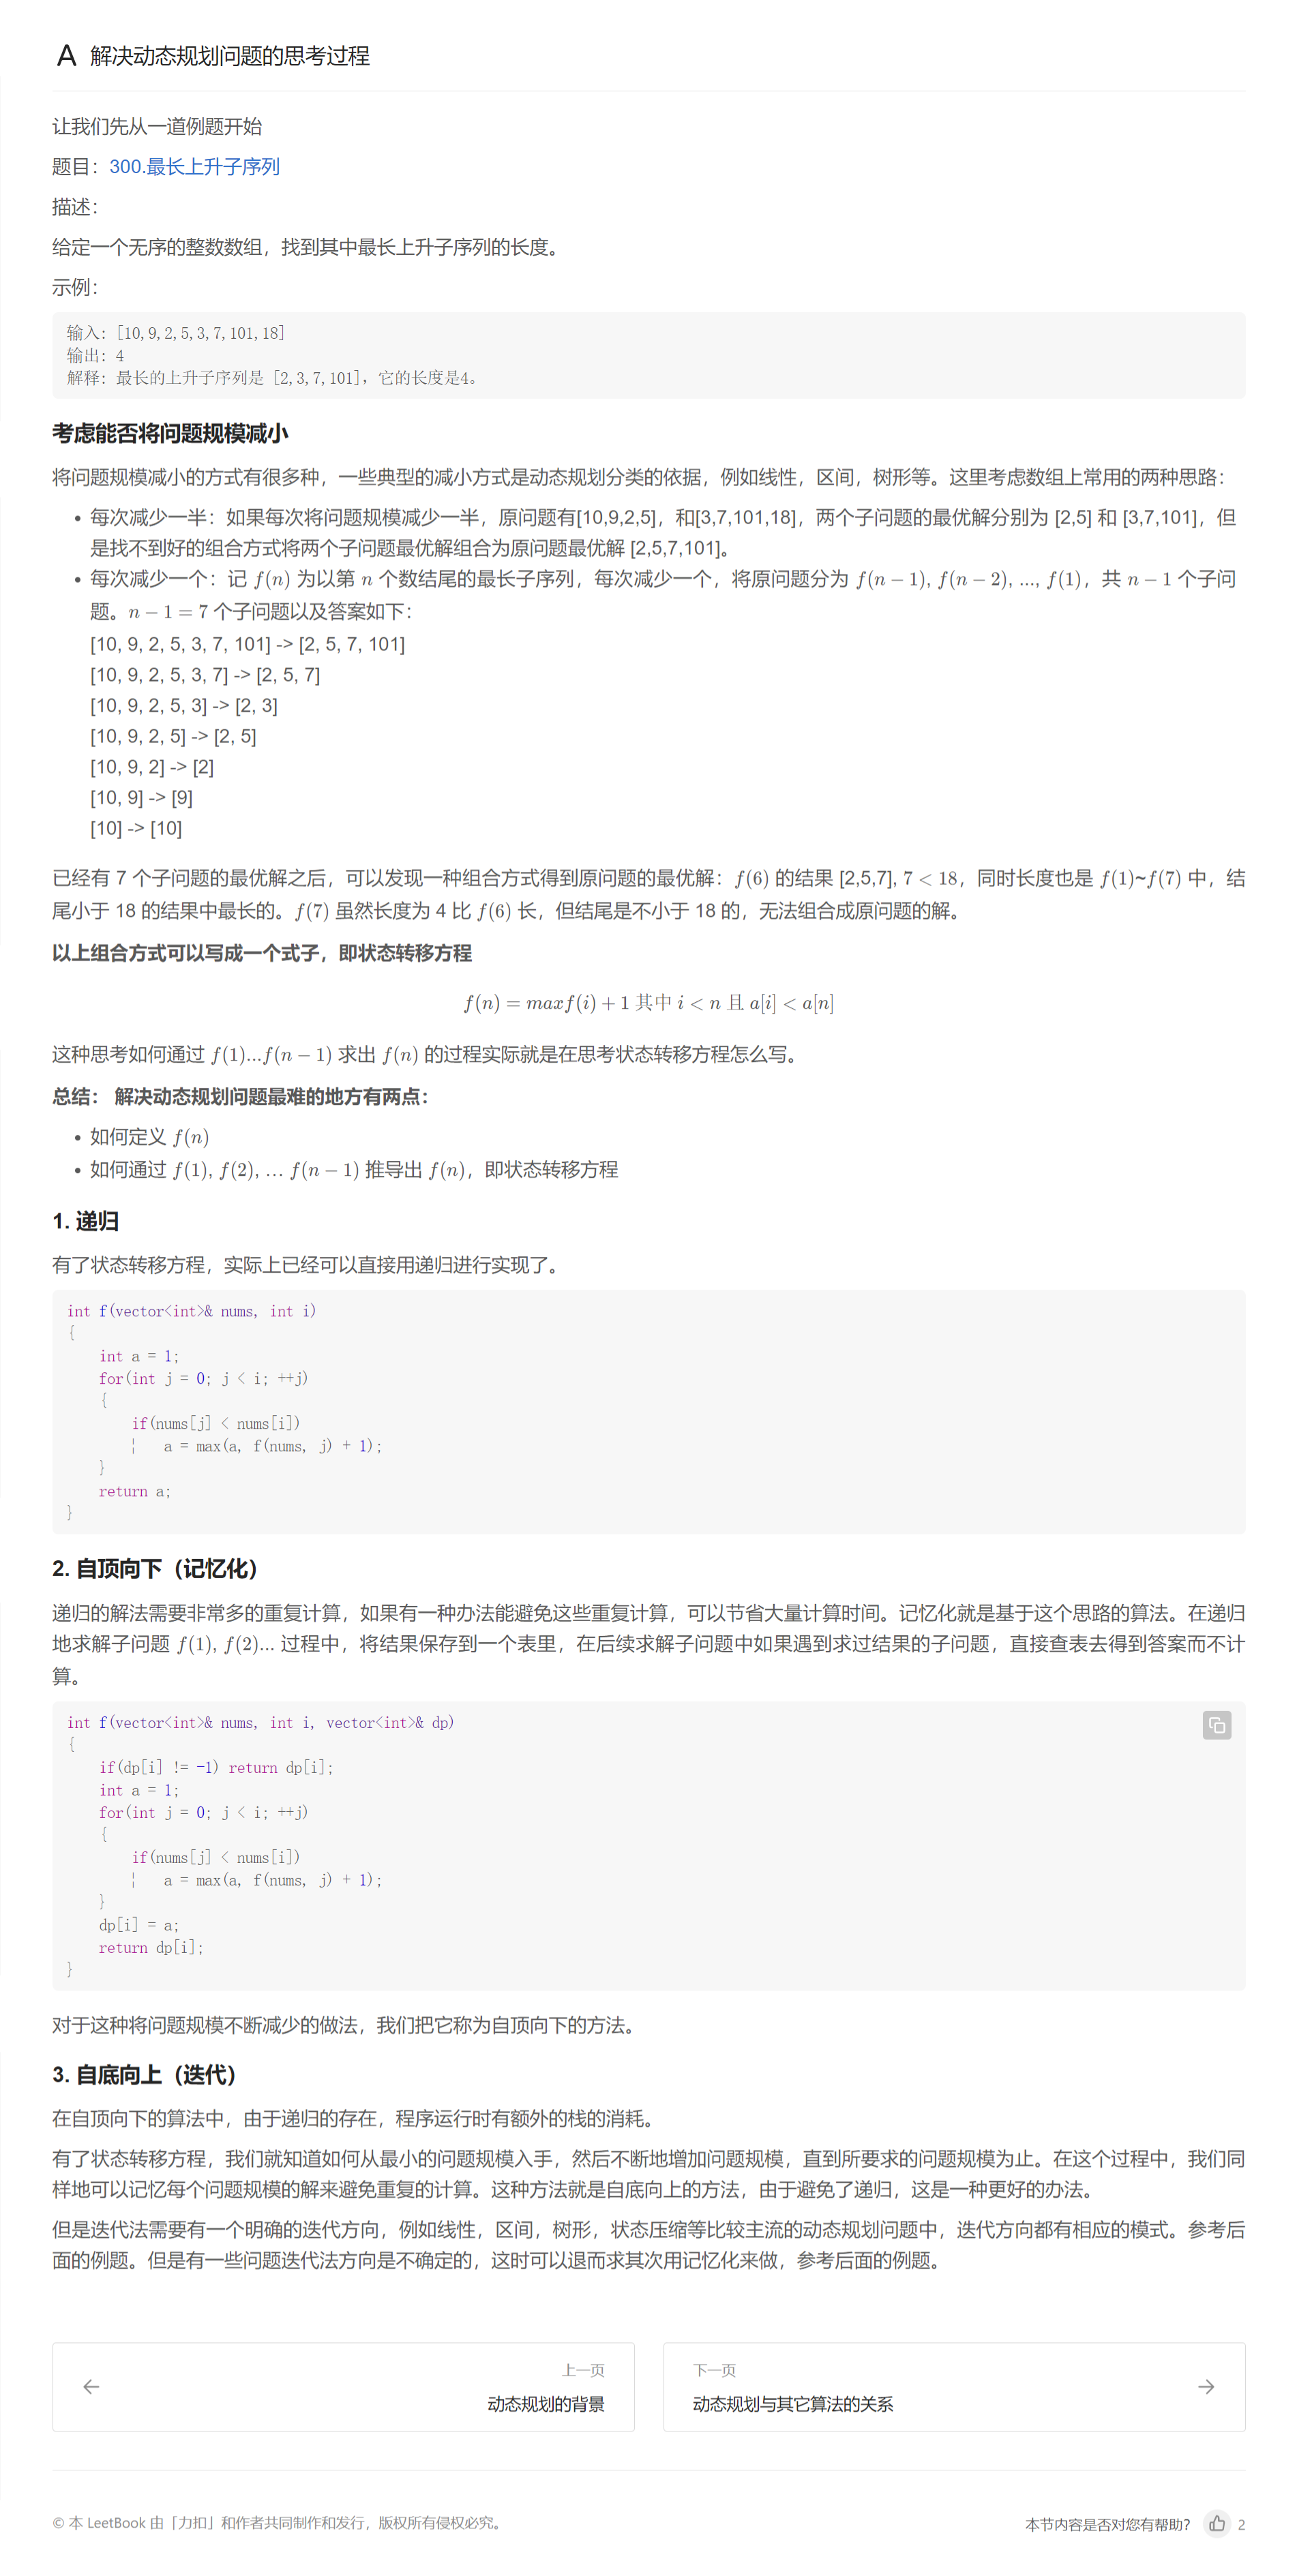 A 解决动态规划问题的思考过程
让我们先从一道例题开始
题目：300.最长上升子序列
描述：
给定一个无序的整数数组，找到其中最长上升子序列的长度。
示例：
输入: [10,9,2,5,3,7,101,18]
输出: 4
解释: 最长的上升子序列是 [2,3,7,101]，它的长度是4。
考虑能否将问题规模减小
将问题规模减小的方式有很多种，一些典型的减小方式是动态规划分类的依据，例如线性，区间，树形等。这里考虑数组上常用的两种思路：
• 每次减少一半：如果每次将问题规模减少一半，原问题有[10,9,2,5]，和[3,7,101,18]，两个子问题的最优解分别为 [2,5] 和 [3,7,101]，但
是找不到好的组合方式将两个子问题最优解组合为原问题最优解 [2,5,7,101]。
• 每次减少一个：记 f(n) 为以第 n 个数结尾的最长子序列，每次减少一个，将原问题分为 f(n − 1), f(n − 2), ..., f(1)，共 n − 1 个子问
题。n − 1 = 7 个子问题以及答案如下：
[10, 9, 2, 5, 3, 7, 101] -> [2, 5, 7, 101]
[10, 9, 2, 5, 3, 7] -> [2, 5, 7]
[10, 9, 2, 5, 3] -> [2, 3]
[10, 9, 2, 5] -> [2, 5]
[10, 9, 2] -> [2]
[10, 9] -> [9]
[10] -> [10]
已经有 7 个子问题的最优解之后，可以发现一种组合方式得到原问题的最优解：f(6) 的结果 [2,5,7], 7 < 18，同时长度也是 f(1)~f(7) 中，结
尾小于 18 的结果中最长的。f(7) 虽然长度为 4 比 f(6) 长，但结尾是不小于 18 的，无法组合成原问题的解。
以上组合方式可以写成一个式子，即状态转移方程
f(n) = maxf(i) + 1 其中 i < n 且 a[i] < a[n]
这种思考如何通过 f(1)...f(n − 1) 求出 f(n) 的过程实际就是在思考状态转移方程怎么写。
总结： 解决动态规划问题最难的地方有两点：
• 如何定义 f(n)
• 如何通过 f(1), f(2), … f(n − 1) 推导出 f(n)，即状态转移方程
1. 递归
有了状态转移方程，实际上已经可以直接用递归进行实现了。
int f(vector<int>& nums, int i)
{
    int a = 1;
    for(int j = 0; j < i; ++j)
    {
        if(nums[j] < nums[i])
        ¦   a = max(a, f(nums, j) + 1);
    }
    return a;
}
2. 自顶向下（记忆化）
递归的解法需要非常多的重复计算，如果有一种办法能避免这些重复计算，可以节省大量计算时间。记忆化就是基于这个思路的算法。在递归
地求解子问题 f(1), f(2)... 过程中，将结果保存到一个表里，在后续求解子问题中如果遇到求过结果的子问题，直接查表去得到答案而不计
算。
int f(vector<int>& nums, int i, vector<int>& dp)
{
    if(dp[i] != -1) return dp[i];
    int a = 1;
    for(int j = 0; j < i; ++j)
    {
        if(nums[j] < nums[i])
        ¦   a = max(a, f(nums, j) + 1);
    }
    dp[i] = a;
    return dp[i];
}
对于这种将问题规模不断减少的做法，我们把它称为自顶向下的方法。
3. 自底向上（迭代）
在自顶向下的算法中，由于递归的存在，程序运行时有额外的栈的消耗。
有了状态转移方程，我们就知道如何从最小的问题规模入手，然后不断地增加问题规模，直到所要求的问题规模为止。在这个过程中，我们同
样地可以记忆每个问题规模的解来避免重复的计算。这种方法就是自底向上的方法，由于避免了递归，这是一种更好的办法。
但是迭代法需要有一个明确的迭代方向，例如线性，区间，树形，状态压缩等比较主流的动态规划问题中，迭代方向都有相应的模式。参考后
面的例题。但是有一些问题迭代法方向是不确定的，这时可以退而求其次用记忆化来做，参考后面的例题。
上一页
动态规划的背景
下一页
动态规划与其它算法的关系
© 本 LeetBook 由「力扣」和作者共同制作和发行，版权所有侵权必究。
本节内容是否对您有帮助？ 2